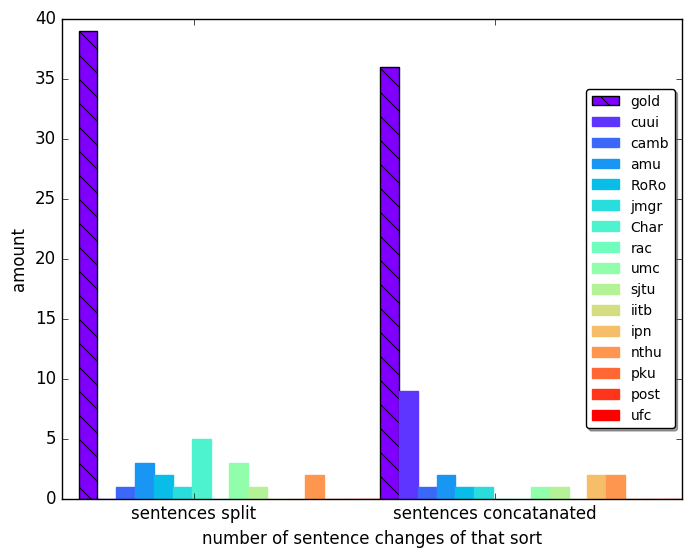 40
35
30
25
20
15
10
5
0
amount
sentences split
sentences concatanated
number of sentence changes of that sort
gold
cuui
camb
amu
RoRo
jmgr
Char
rac
umc
sjtu
iitb
ipn
nthu
pku
post
ufc